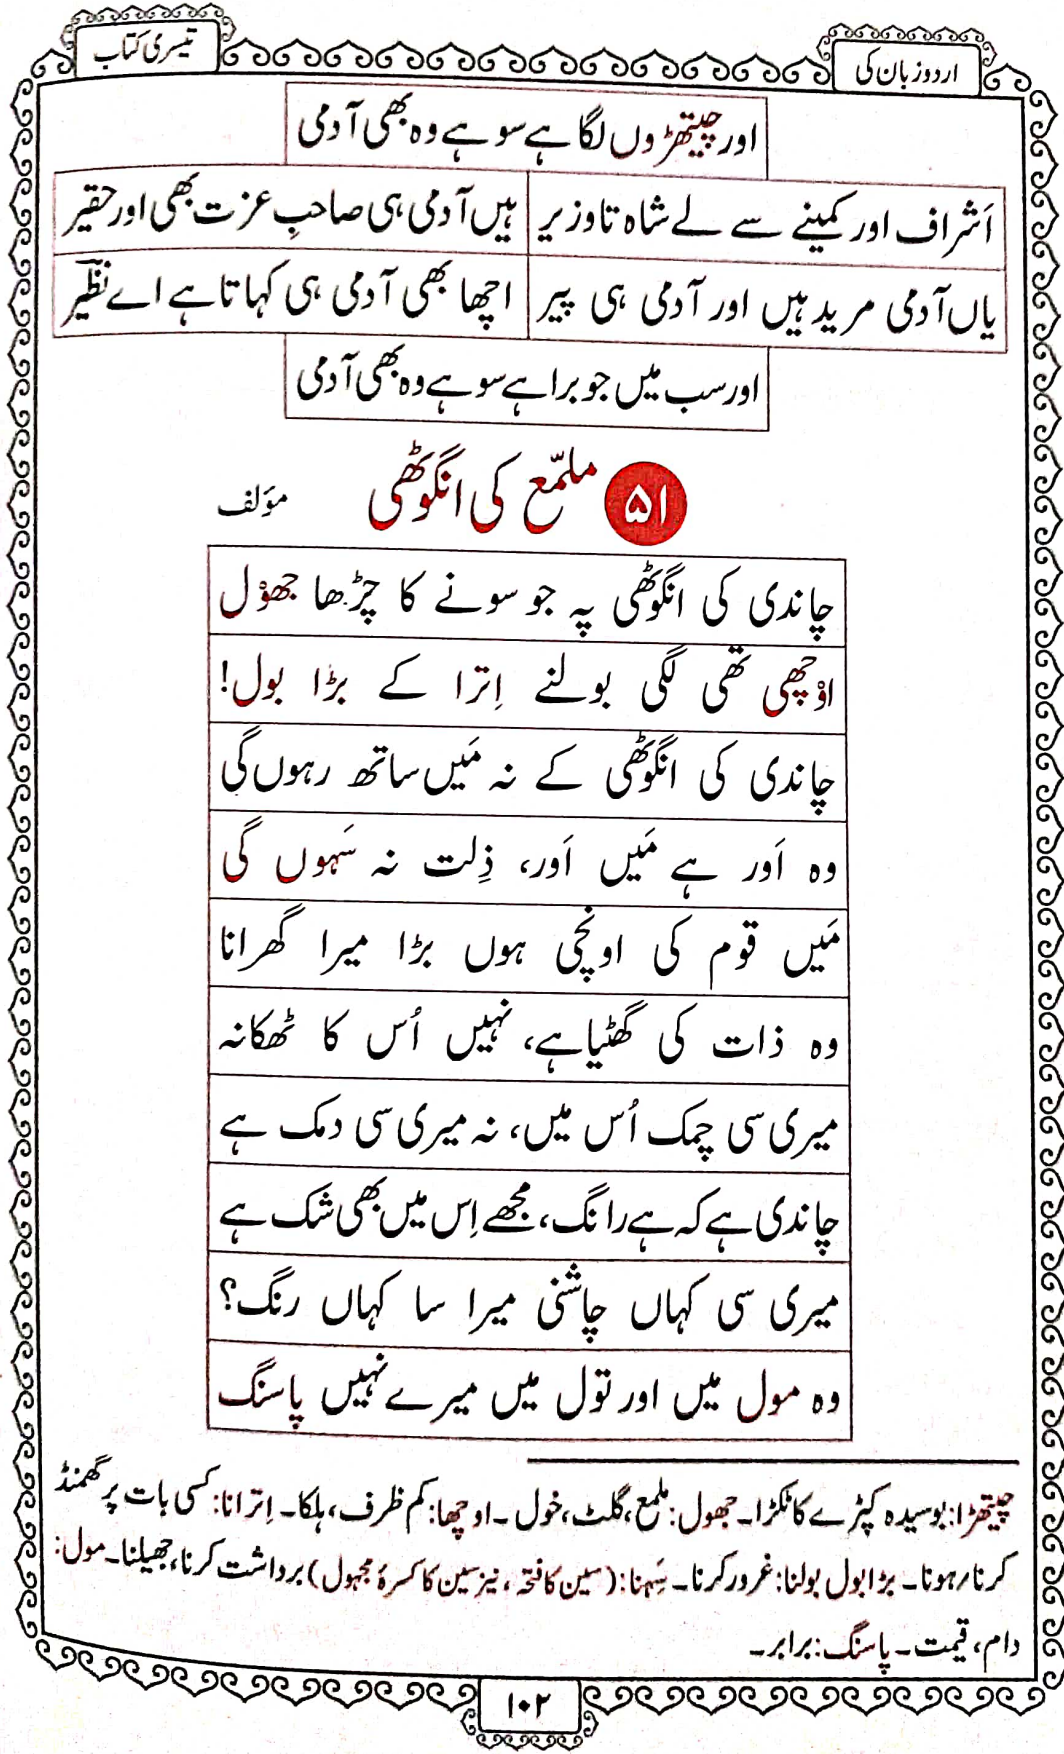 اردو زبان کی
تیسری کتاب
اور چیتھڑوں لگا ہے سو ہے وہ بھی آدمی
اَشراف اور کمینے سے لے شاہ تا وزیر ہیں آدمی ہی صاحبِ عزت بھی اور حقیر
یاں آدمی مرید ہیں اور آدمی ہی پیر اچھا بھی آدمی ہی کہاتا ہے اے نظیرؔ
اور سب میں جو برا ہے سو ہے وہ بھی آدمی
۵۱ ملمّع کی انگوٹھی مؤلف
چاندی کی انگوٹھی پہ جو سونے کا چڑھا جھوْل
اوْچھی تھی لگی بولنے اِترا کے بڑا بول!
چاندی کی انگوٹھی کے نہ مَیں ساتھ رہوں گی
وہ اَور ہے مَیں اَور، ذِلت نہ سَہوں گی
مَیں قوم کی اونچی ہوں بڑا میرا گھرانا
وہ ذات کی گھٹیا ہے، نہیں اُس کا ٹھکانہ
میری سی چمک اُس میں، نہ میری سی دمک ہے
چاندی ہے کہ ہے رانگ، مجھے اِس میں بھی شک ہے
میری سی کہاں چاشنی میرا سا کہاں رنگ؟
وہ مول میں اور تول میں میرے نہیں پاسنگ
چیتھڑا: بوسیدہ کپڑے کا ٹکڑا۔ جھول: ملمع، گلٹ، خول۔ اوچھا: کم ظرف، ہلکا۔ اِترانا: کسی بات پر گھمنڈ
کرنا/ہونا۔ بڑا بول بولنا: غرور کرنا۔ سَہنا: (سین کا فتحہ، نیز سین کا کسرۂ مجہول) برداشت کرنا، جھیلنا۔ مول:
دام، قیمت۔ پاسنگ: برابر۔
۱۰۲